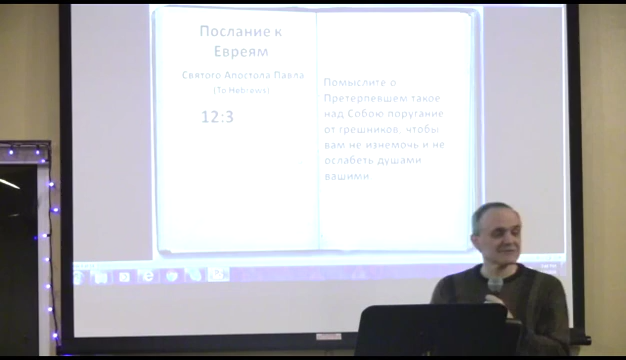 Послание к
Евреям
Святого Апостола Павла
(To Hebrews)
12:3
Помыслите о
Претерпевшем такое
над Собою поругание
от грешников, чтобы
вам не изнемочь и не
ослабеть душами
вашими